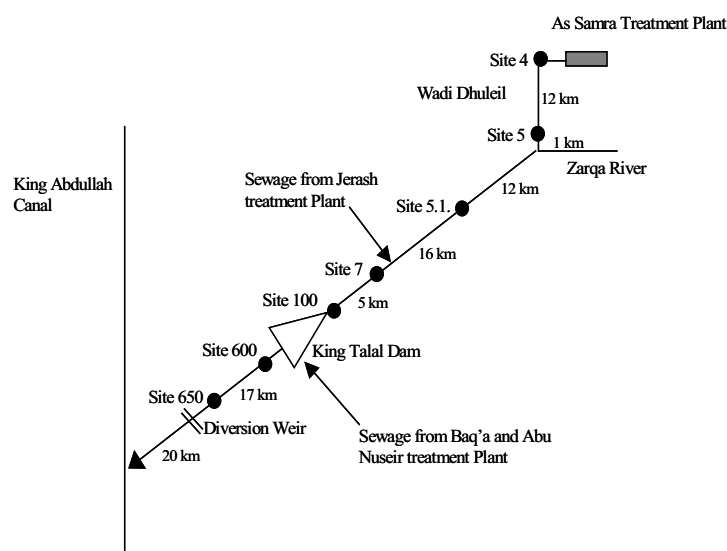 As Samra Treatment Plant
Site 4
Wadi Dhuleil
12 km
Site 5
1 km
Zarqa River
King Abdullah
Canal
Sewage from Jerash
treatment Plant
12 km
Site 5.1.
16 km
Site 7
Site 100
5 km
King Talal Dam
Site 600
17 km
Site 650
Diversion Weir
20 km
Sewage from Baq'a and Abu
Nuseir treatment Plant